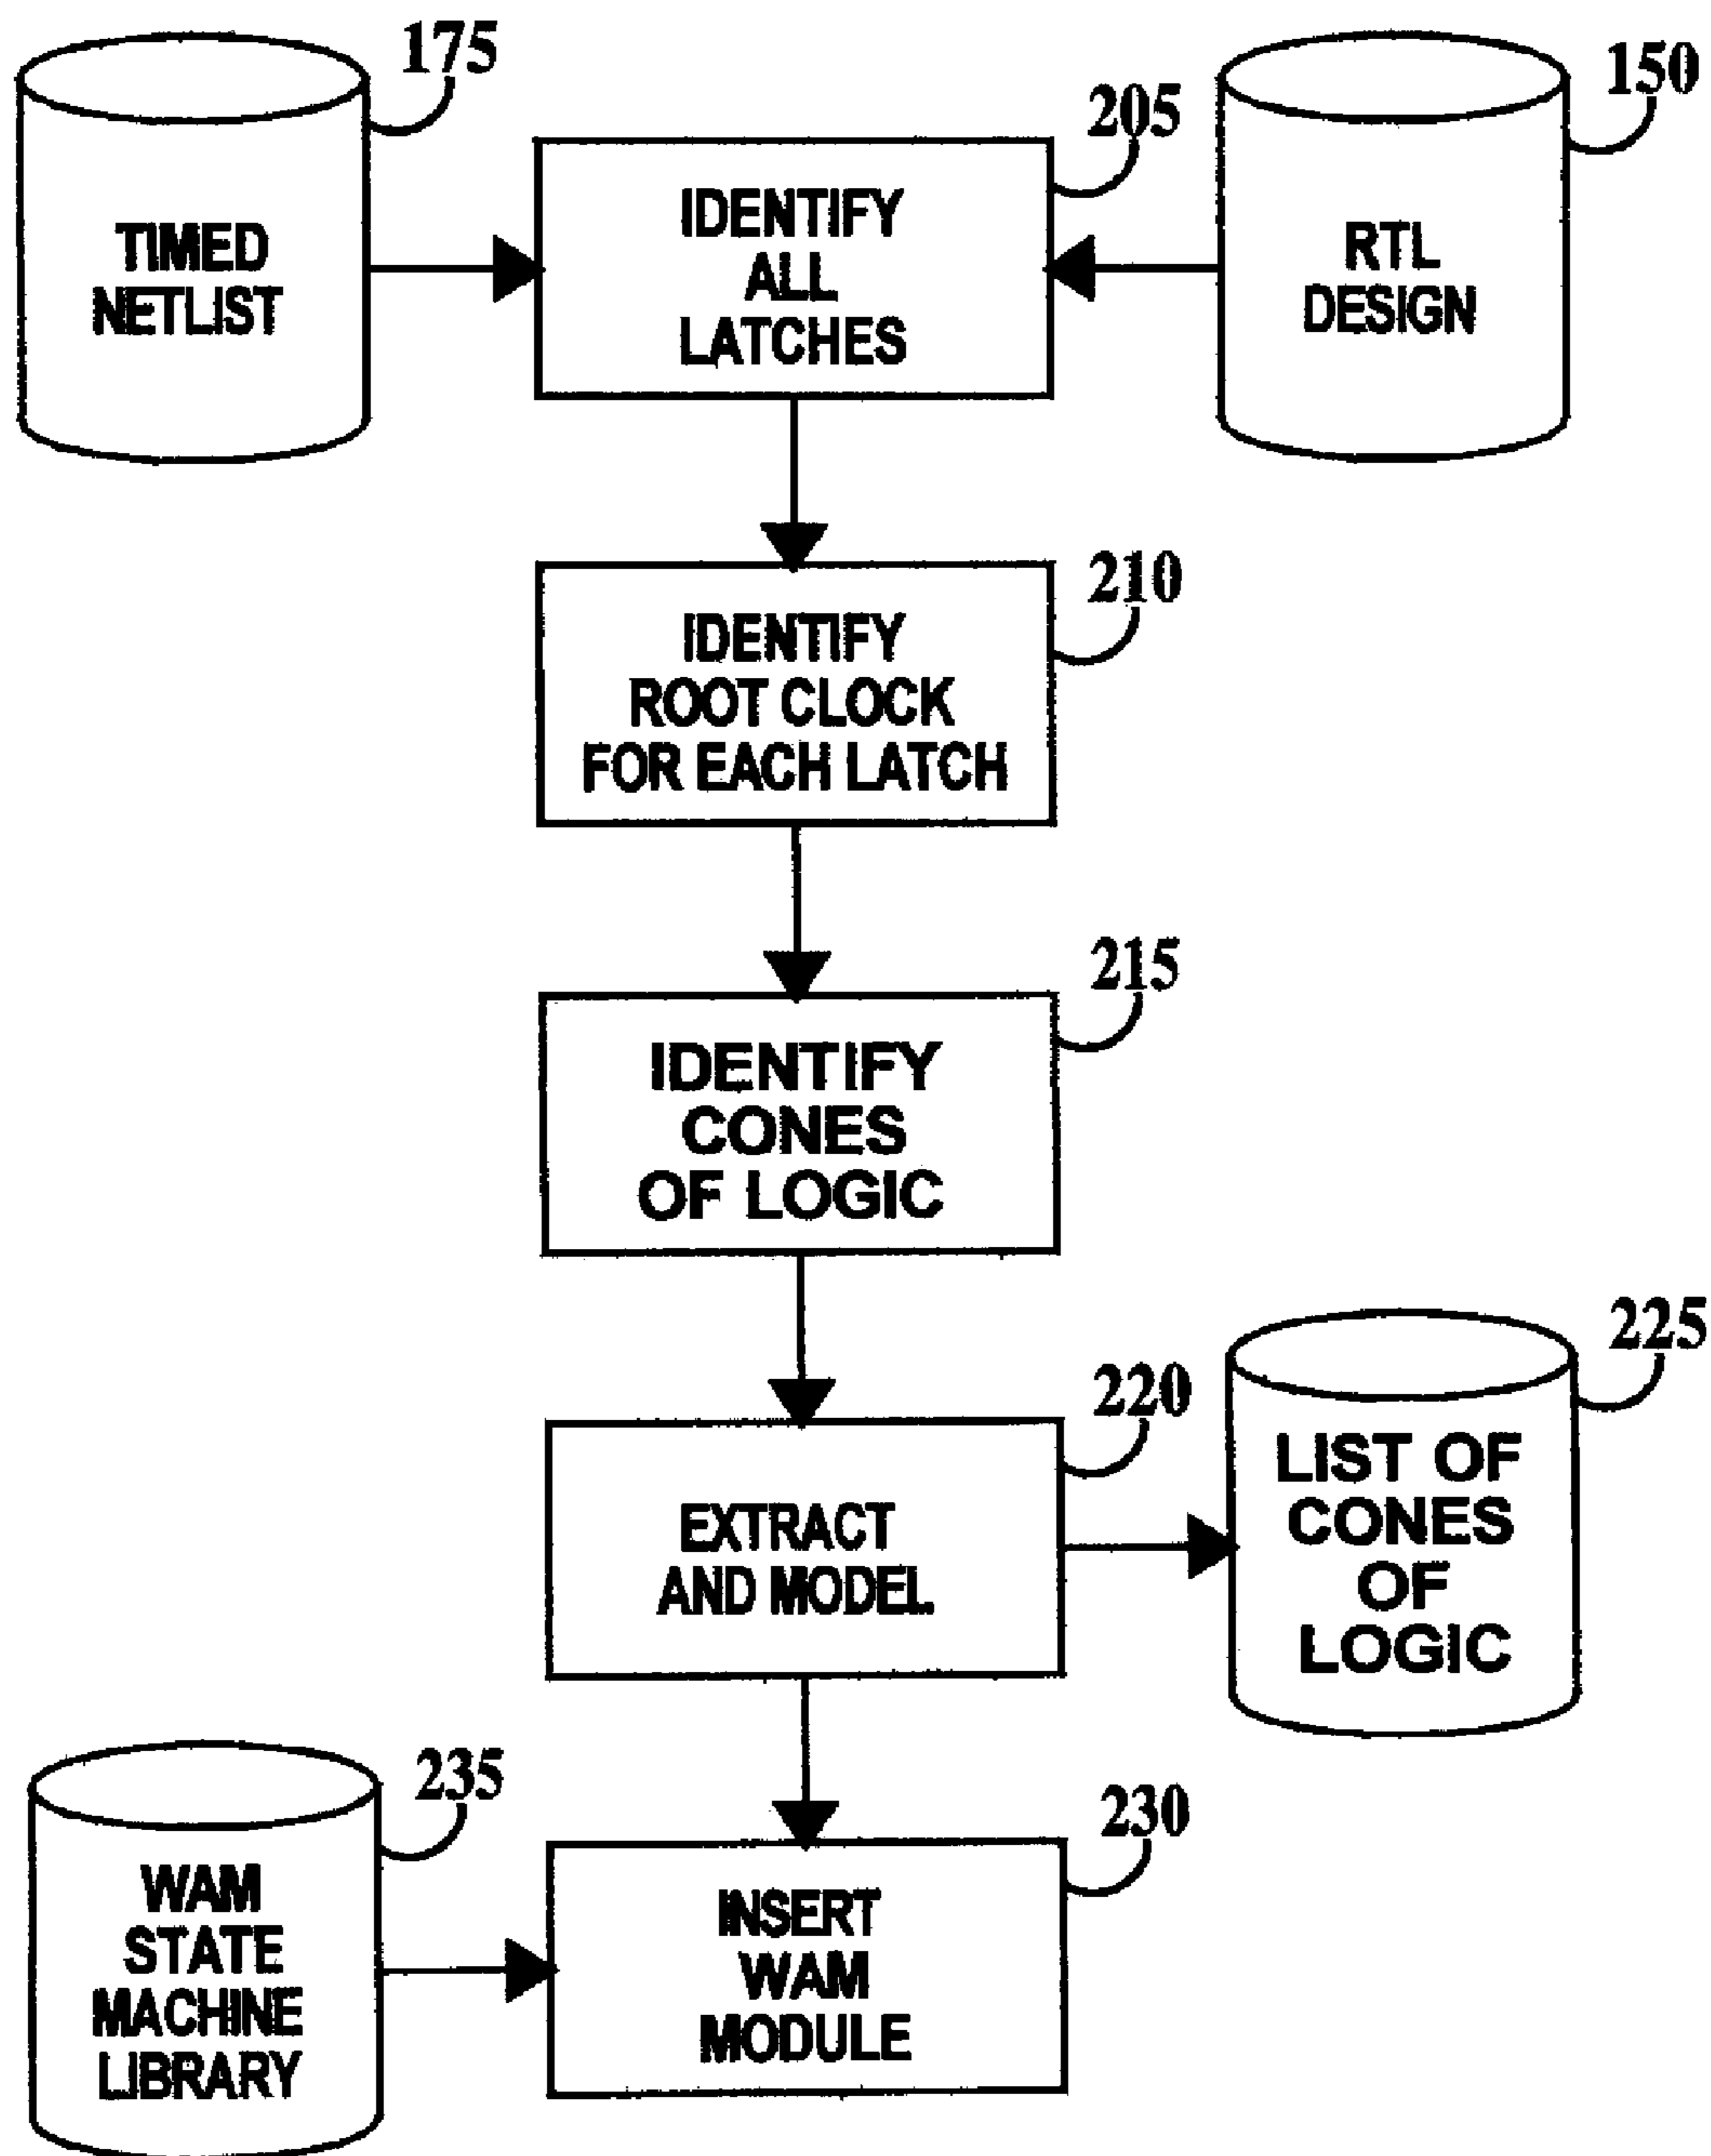 175
150
205
TIMED
NETLIST
IDENTIFY
ALL
LATCHES
RTL
DESIGN
210
IDENTIFY
ROOT CLOCK
FOR EACH LATCH
215
IDENTIFY
CONES
OF LOGIC
220
225
EXTRACT
AND MODEL
LIST OF
CONES
OF
LOGIC
235
230
WAM
STATE
MACHINE
LIBRARY
INSERT
WAM
MODULE